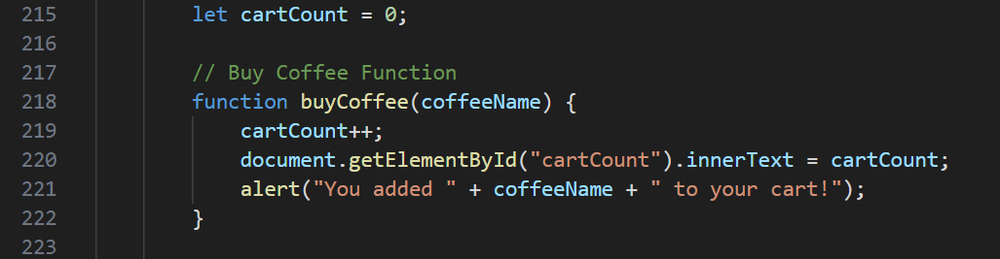 215 let cartCount = 0;
216
217 // Buy Coffee Function
218 function buyCoffee(coffeeName) {
219 cartCount++;
220 document.getElementById("cartCount").innerText = cartCount;
221 alert("You added " + coffeeName + " to your cart!");
222 }
223